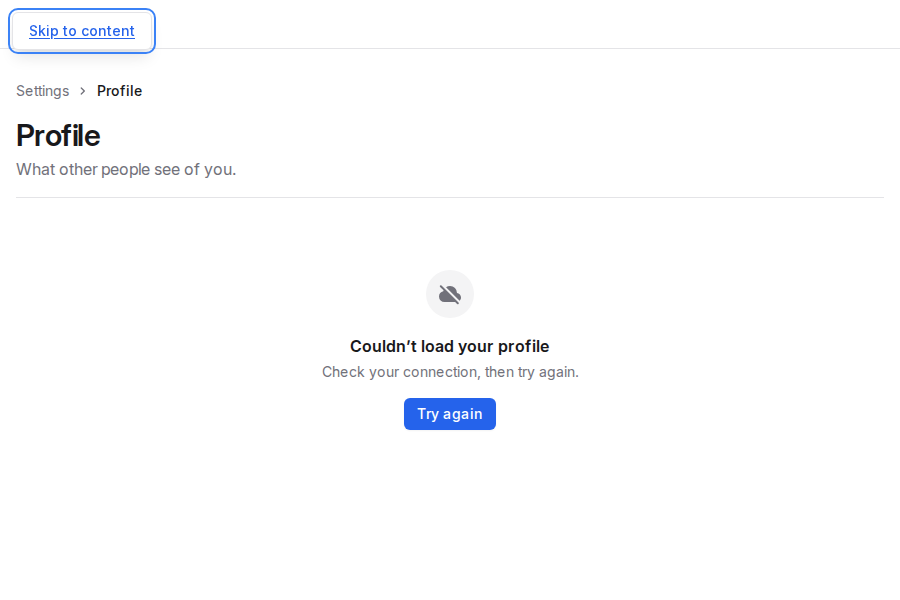 Skip to content
Settings > Profile
Profile
What other people see of you.
Couldn’t load your profile
Check your connection, then try again.
Try again